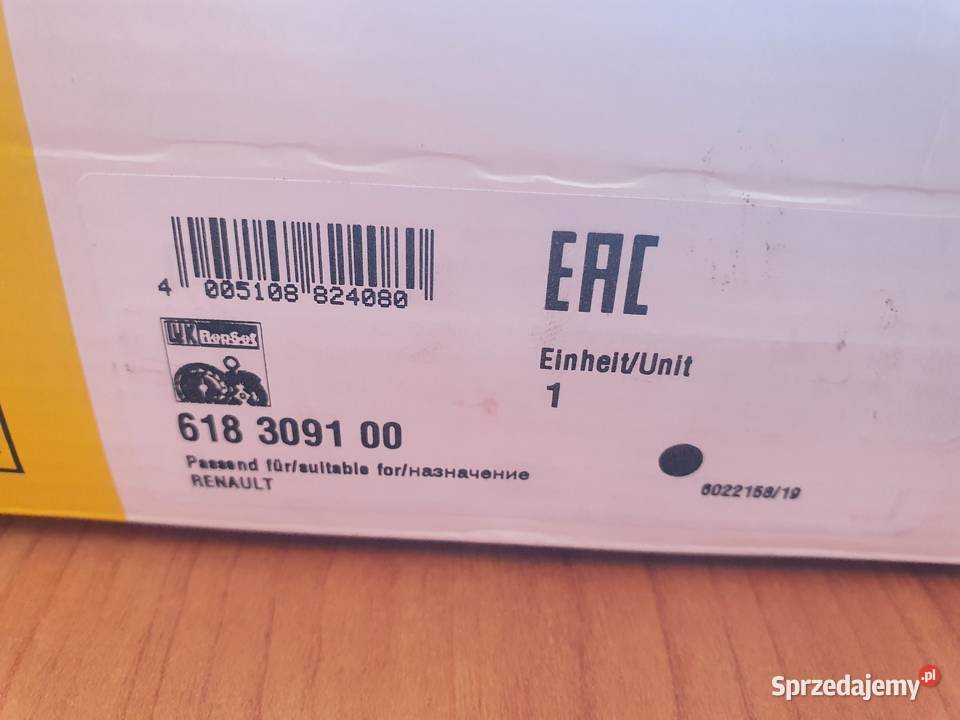 4 005108 824080
EAC
LUK RepSet
Einheit/Unit
1
618 3091 00
Passend für/suitable for/назначение
RENAULT
6022158/19
Sprzedajemy.pl